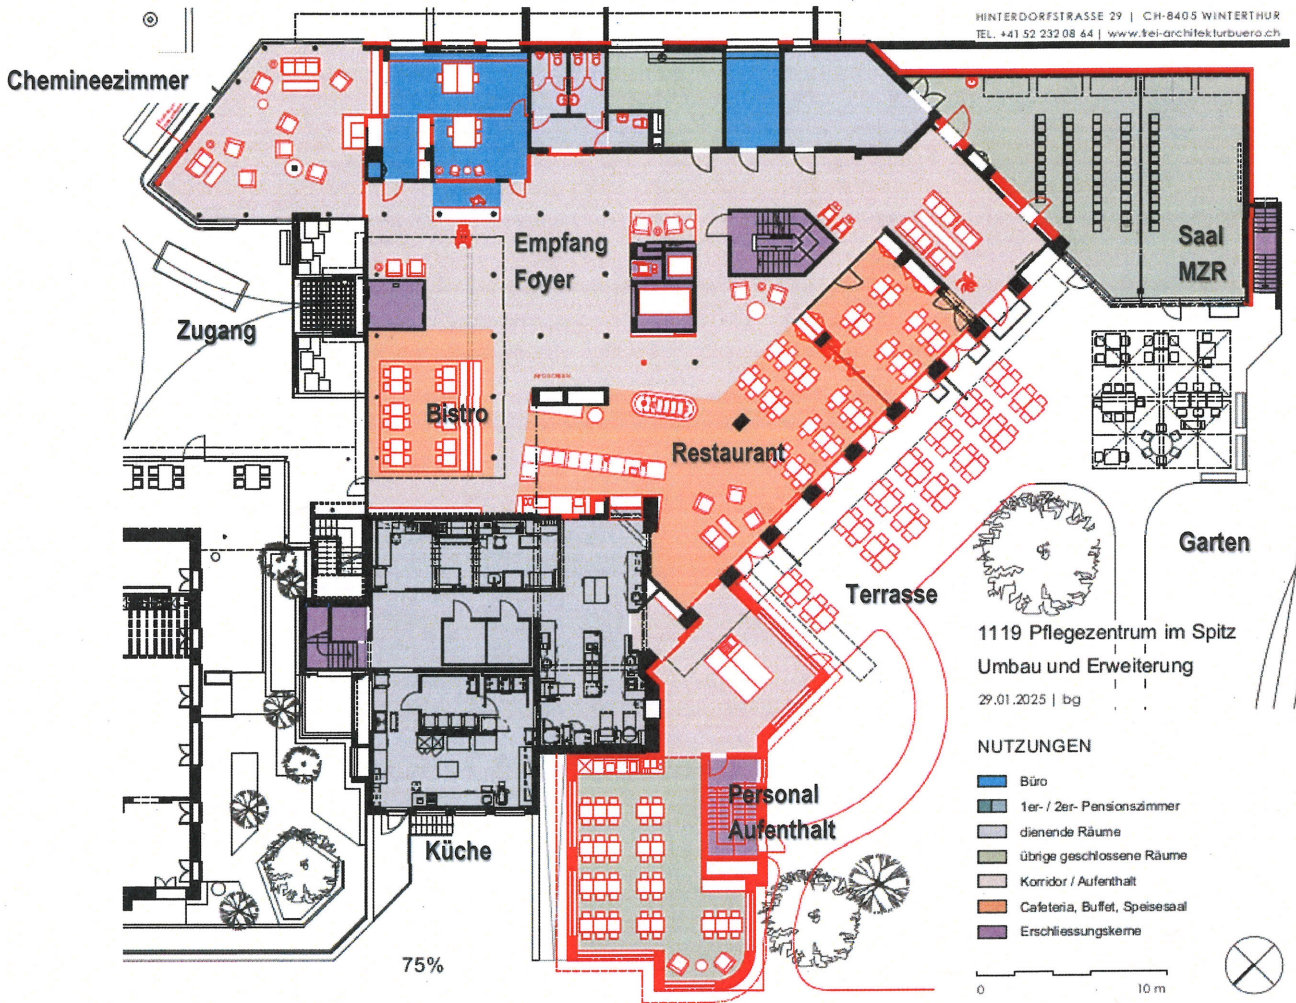 HINTERDORFSTRASSE 29 | CH-8405 WINTERTHUR
TEL. +41 52 232 08 64 | www.frei-architekturbuero.ch
Chemineezimmer
Empfang
Foyer
Saal
MZR
Zugang
Bistro
Restaurant
Garten
Terrasse
1119 Pflegezentrum im Spitz
Umbau und Erweiterung
29.01.2025 | bg
NUTZUNGEN
Büro
1er- / 2er- Pensionszimmer
dienende Räume
übrige geschlossene Räume
Korridor / Aufenthalt
Cafeteria, Buffet, Speisesaal
Erschliessungskerne
Personal
Aufenthalt
Küche
75%
0 10 m